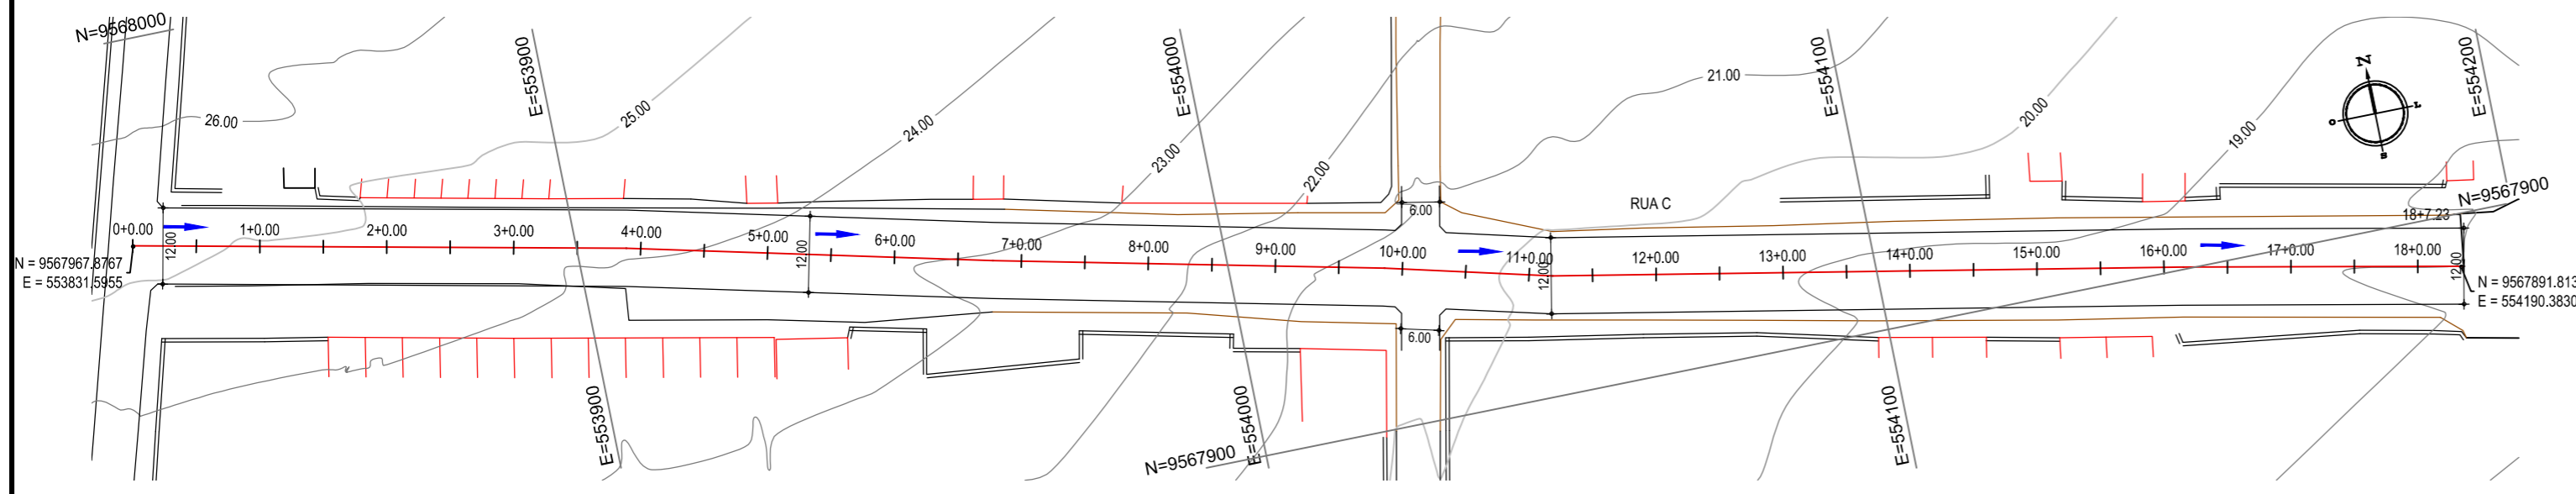 N=9568000
E=553900
E=554000
E=554100
E=554200
26.00
25.00
24.00
23.00
22.00
21.00
20.00
19.00
N
L
S
O
RUA C
N=9567900
18+7.23
0+0.00
1+0.00
2+0.00
3+0.00
4+0.00
5+0.00
6+0.00
7+0.00
8+0.00
9+0.00
10+0.00
11+0.00
12+0.00
13+0.00
14+0.00
15+0.00
16+0.00
17+0.00
18+0.00
12.00
12.00
6.00
12.00
12.00
6.00
N = 9567967.8767
E = 553831.5955
N = 9567891.813
E = 554190.3830
E=553900
N=9567900
E=554000
E=554100